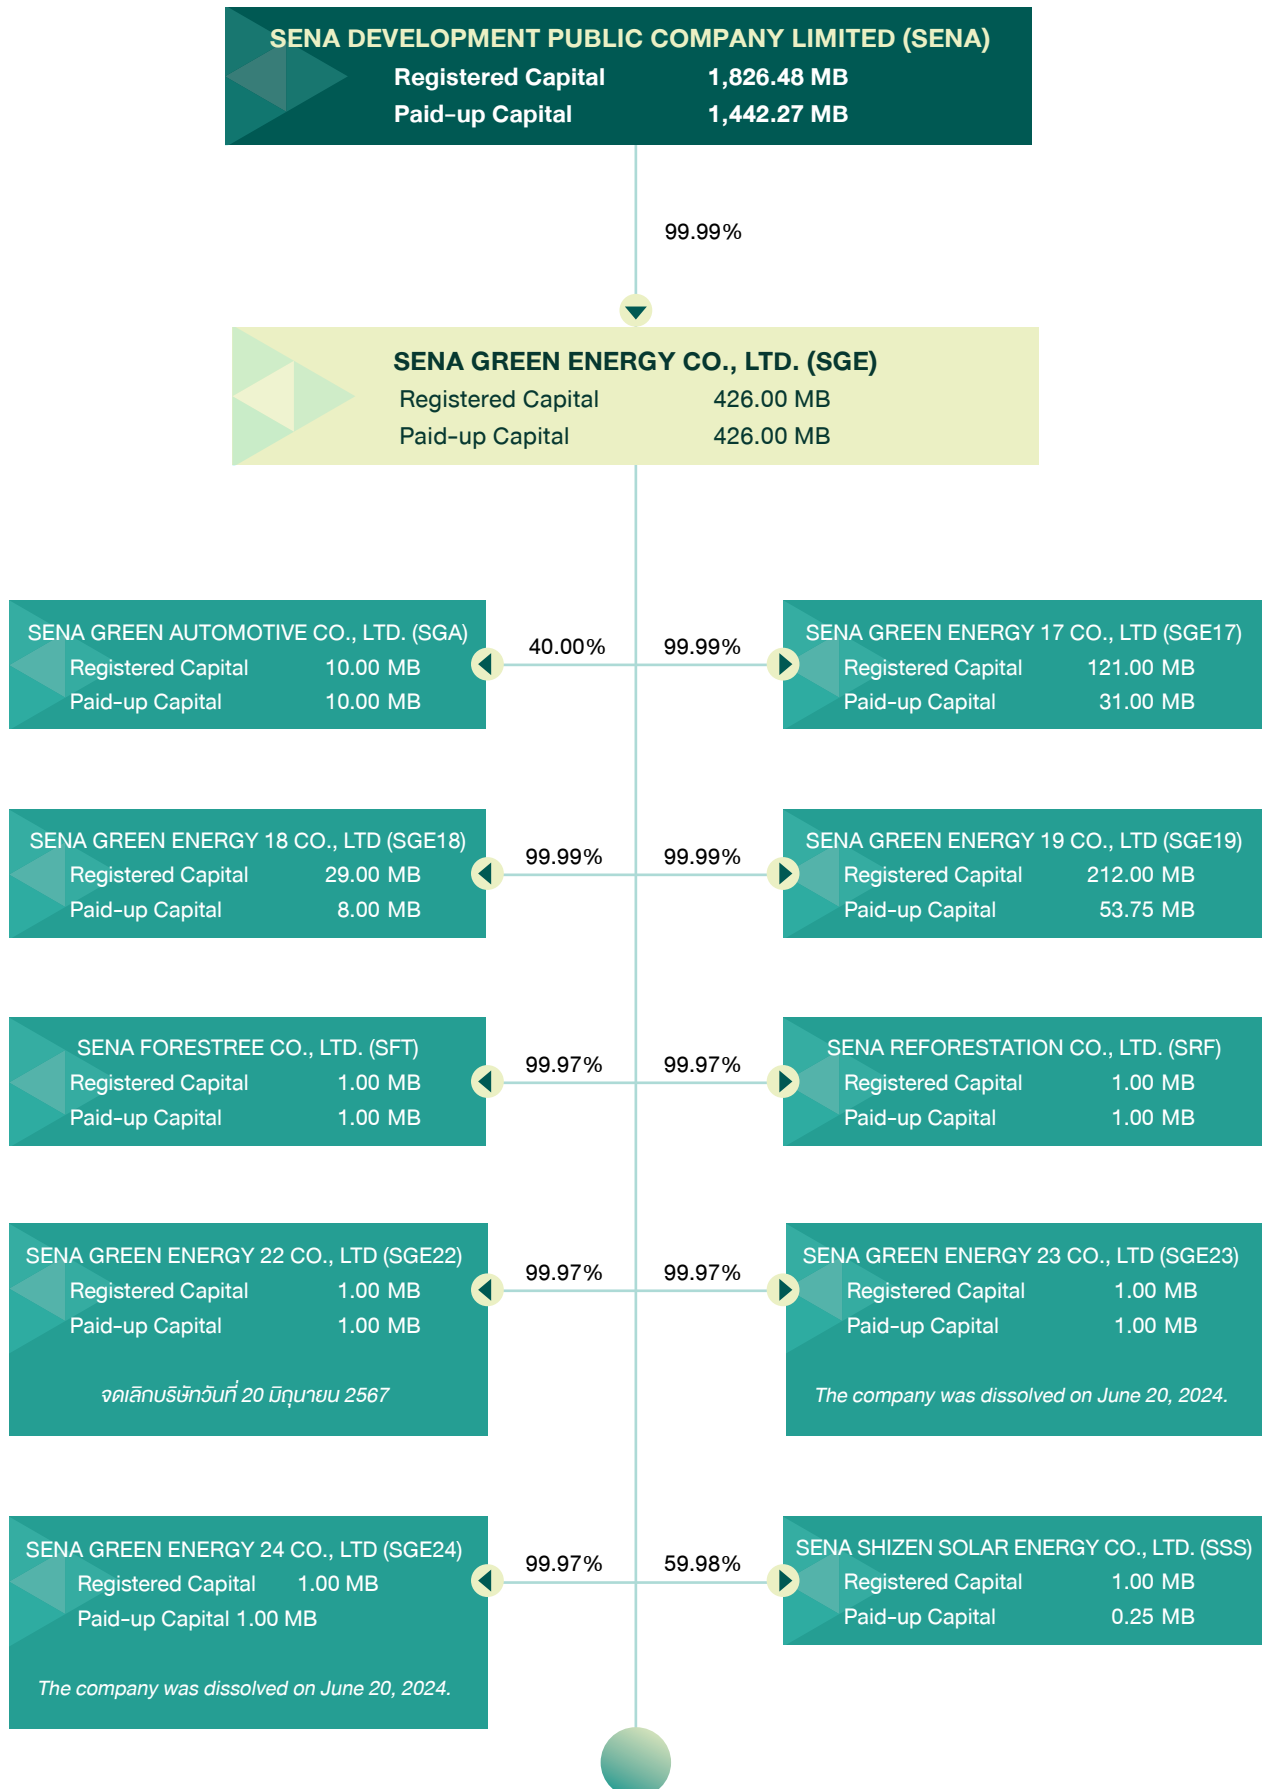 SENA DEVELOPMENT PUBLIC COMPANY LIMITED (SENA)
Registered Capital 1,826.48 MB
Paid-up Capital 1,442.27 MB
99.99%
SENA GREEN ENERGY CO., LTD. (SGE)
Registered Capital 426.00 MB
Paid-up Capital 426.00 MB
SENA GREEN AUTOMOTIVE CO., LTD. (SGA)
Registered Capital 10.00 MB
Paid-up Capital 10.00 MB
40.00%
99.99%
SENA GREEN ENERGY 17 CO., LTD (SGE17)
Registered Capital 121.00 MB
Paid-up Capital 31.00 MB
SENA GREEN ENERGY 18 CO., LTD (SGE18)
Registered Capital 29.00 MB
Paid-up Capital 8.00 MB
99.99%
99.99%
SENA GREEN ENERGY 19 CO., LTD (SGE19)
Registered Capital 212.00 MB
Paid-up Capital 53.75 MB
SENA FORESTREE CO., LTD. (SFT)
Registered Capital 1.00 MB
Paid-up Capital 1.00 MB
99.97%
99.97%
SENA REFORESTATION CO., LTD. (SRF)
Registered Capital 1.00 MB
Paid-up Capital 1.00 MB
SENA GREEN ENERGY 22 CO., LTD (SGE22)
Registered Capital 1.00 MB
Paid-up Capital 1.00 MB
จดเลิกบริษัทวันที่ 20 มิถุนายน 2567
99.97%
99.97%
SENA GREEN ENERGY 23 CO., LTD (SGE23)
Registered Capital 1.00 MB
Paid-up Capital 1.00 MB
The company was dissolved on June 20, 2024.
SENA GREEN ENERGY 24 CO., LTD (SGE24)
Registered Capital 1.00 MB
Paid-up Capital 1.00 MB
The company was dissolved on June 20, 2024.
99.97%
59.98%
SENA SHIZEN SOLAR ENERGY CO., LTD. (SSS)
Registered Capital 1.00 MB
Paid-up Capital 0.25 MB